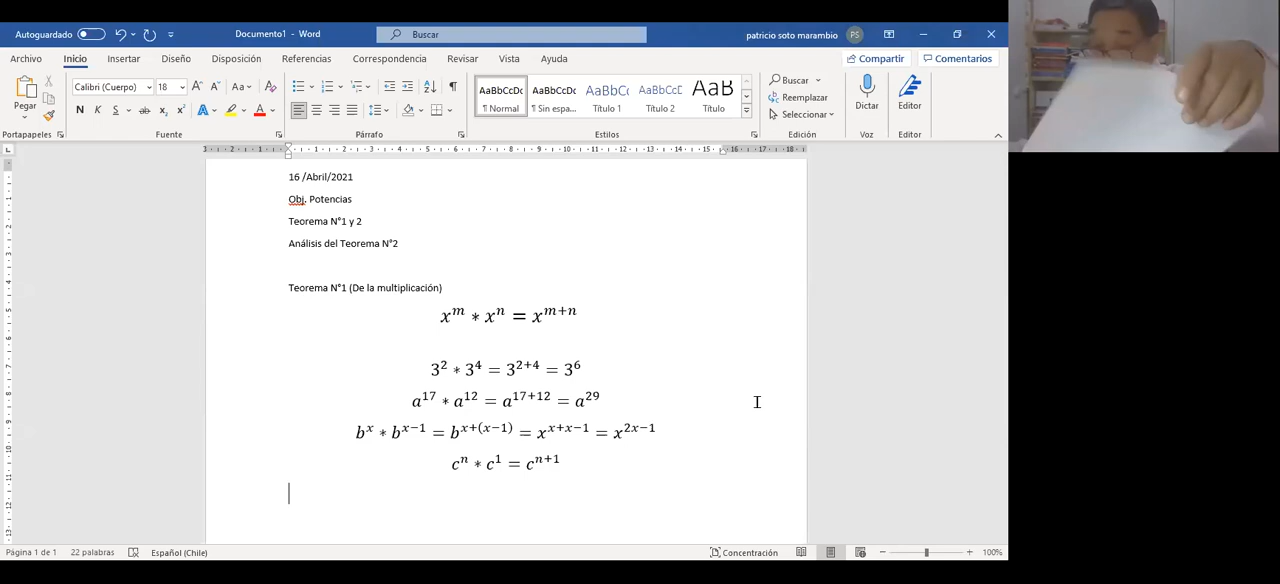 Autoguardado
Documento1 - Word
Buscar
patricio soto marambio
PS
Archivo Inicio Insertar Diseño Disposición Referencias Correspondencia Revisar Vista Ayuda
Compartir
Comentarios
Pegar
Calibri (Cuerpo) 18
N K S
Portapapeles
Fuente
Párrafo
AaBbCcDc AaBbCcDc AaBbCc AaBbCcD AaB
¶ Normal ¶ Sin espa... Título 1 Título 2 Título
Estilos
Buscar
Reemplazar
Seleccionar
Edición
Dictar
Voz
Editor
Editor
16 /Abril/2021
Obj. Potencias
Teorema N°1 y 2
Análisis del Teorema N°2
Teorema N°1 (De la multiplicación)
x^m * x^n = x^{m+n}
3^2 * 3^4 = 3^{2+4} = 3^6
a^{17} * a^{12} = a^{17+12} = a^{29}
b^x * b^{x-1} = b^{x+(x-1)} = x^{x+x-1} = x^{2x-1}
c^n * c^1 = c^{n+1}
Página 1 de 1 22 palabras Español (Chile)
Concentración
100%